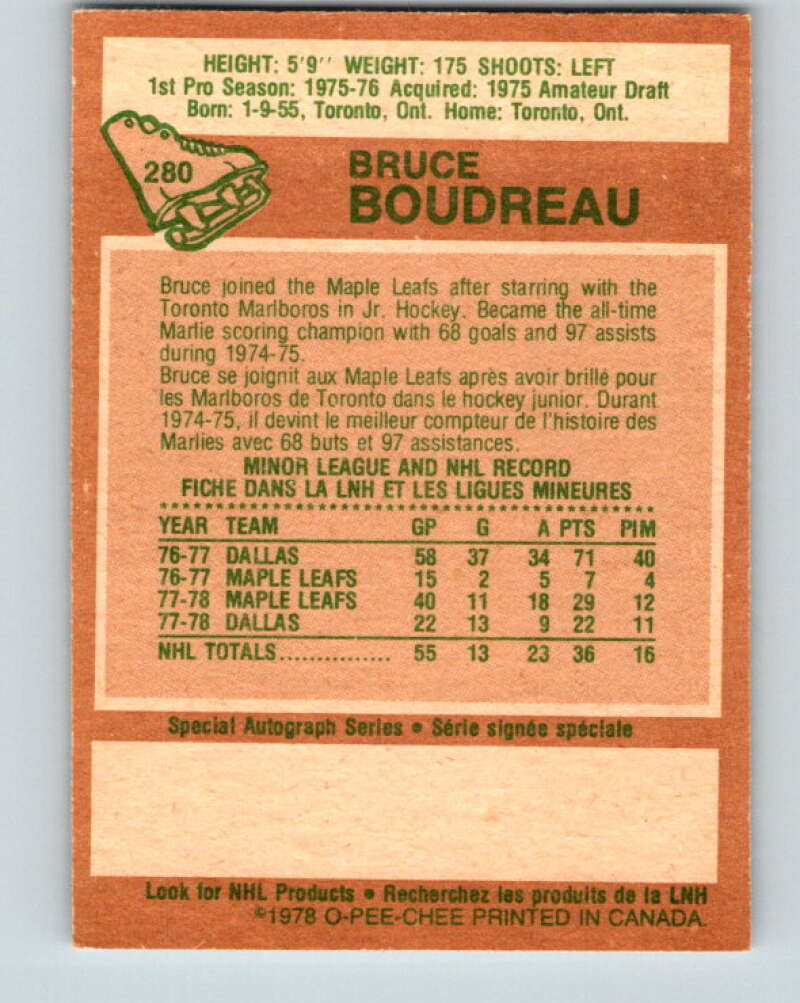 HEIGHT: 5'9'' WEIGHT: 175 SHOOTS: LEFT
1st Pro Season: 1975-76 Acquired: 1975 Amateur Draft
Born: 1-9-55, Toronto, Ont. Home: Toronto, Ont.
280
BRUCE
BOUDREAU
Bruce joined the Maple Leafs after starring with the
Toronto Marlboros in Jr. Hockey. Became the all-time
Marlie scoring champion with 68 goals and 97 assists
during 1974-75.
Bruce se joignit aux Maple Leafs après avoir brillé pour
les Marlboros de Toronto dans le hockey junior. Durant
1974-75, il devint le meilleur compteur de l'histoire des
Marlies avec 68 buts et 97 assistances.
MINOR LEAGUE AND NHL RECORD
FICHE DANS LA LNH ET LES LIGUES MINEURES
YEAR TEAM GP G A PTS PIM
76-77 DALLAS 58 37 34 71 40
76-77 MAPLE LEAFS 15 2 5 7 4
77-78 MAPLE LEAFS 40 11 18 29 12
77-78 DALLAS 22 13 9 22 11
NHL TOTALS............... 55 13 23 36 16
Special Autograph Series • Série signée spéciale
Look for NHL Products • Recherchez les produits de la LNH
©1978 O-PEE-CHEE PRINTED IN CANADA.